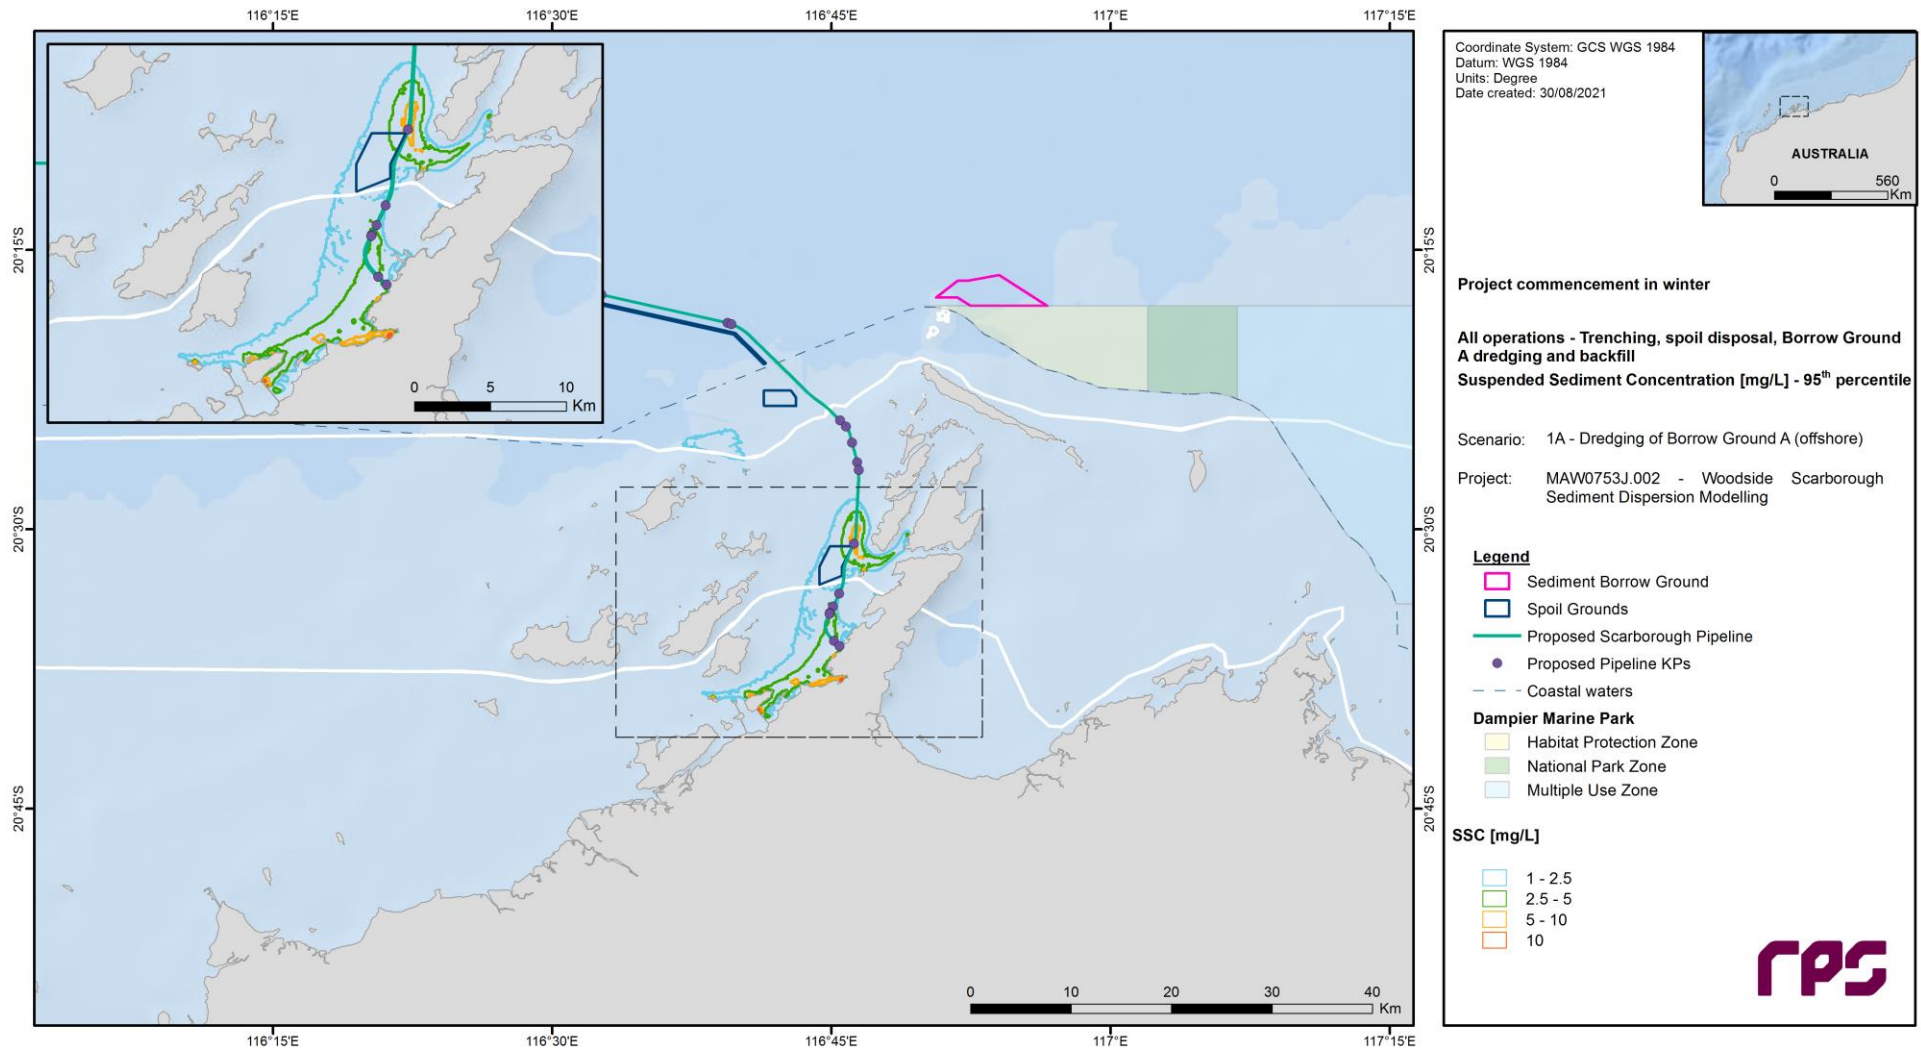 116°15'E 116°30'E 116°45'E 117°E 117°15'E
20°15'S 20°15'S
20°30'S 20°30'S
20°45'S 20°45'S
0 5 10
Km
0 10 20 30 40
Km
116°15'E 116°30'E 116°45'E 117°E 117°15'E
Coordinate System: GCS WGS 1984
Datum: WGS 1984
Units: Degree
Date created: 30/08/2021
AUSTRALIA
0 560
Km
Project commencement in winter
All operations - Trenching, spoil disposal, Borrow Ground
A dredging and backfill
Suspended Sediment Concentration [mg/L] - 95th percentile
Scenario: 1A - Dredging of Borrow Ground A (offshore)
Project: MAW0753J.002 - Woodside Scarborough
Sediment Dispersion Modelling
Legend
Sediment Borrow Ground
Spoil Grounds
Proposed Scarborough Pipeline
Proposed Pipeline KPs
Coastal waters
Dampier Marine Park
Habitat Protection Zone
National Park Zone
Multiple Use Zone
SSC [mg/L]
1 - 2.5
2.5 - 5
5 - 10
10
rps